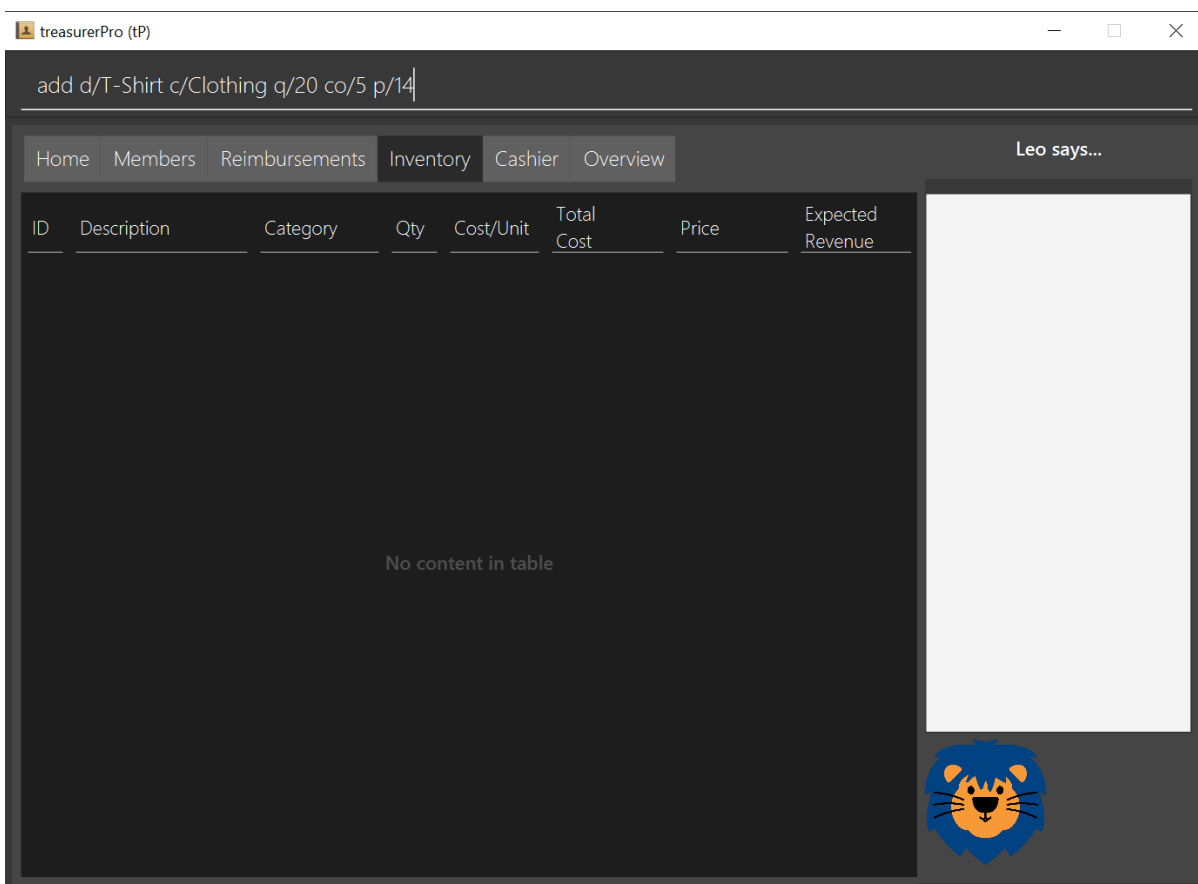 treasurerPro (tP)
add d/T-Shirt c/Clothing q/20 co/5 p/14
Home Members Reimbursements Inventory Cashier Overview
Leo says...
ID Description Category Qty Cost/Unit Total Cost Price Expected Revenue
No content in table